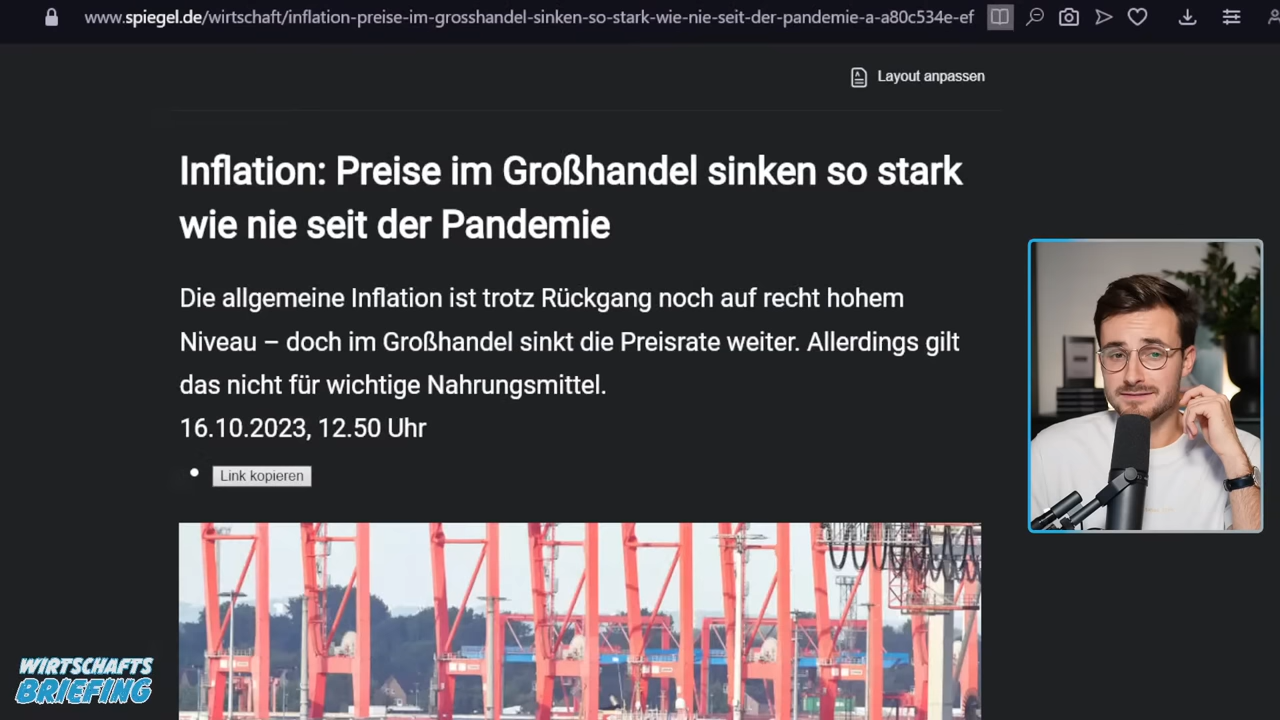 www.spiegel.de/wirtschaft/inflation-preise-im-grosshandel-sinken-so-stark-wie-nie-seit-der-pandemie-a-a80c534e-ef
Layout anpassen
Inflation: Preise im Großhandel sinken so stark
wie nie seit der Pandemie
Die allgemeine Inflation ist trotz Rückgang noch auf recht hohem
Niveau – doch im Großhandel sinkt die Preisrate weiter. Allerdings gilt
das nicht für wichtige Nahrungsmittel.
16.10.2023, 12.50 Uhr
Link kopieren
WIRTSCHAFTS
BRIEFING